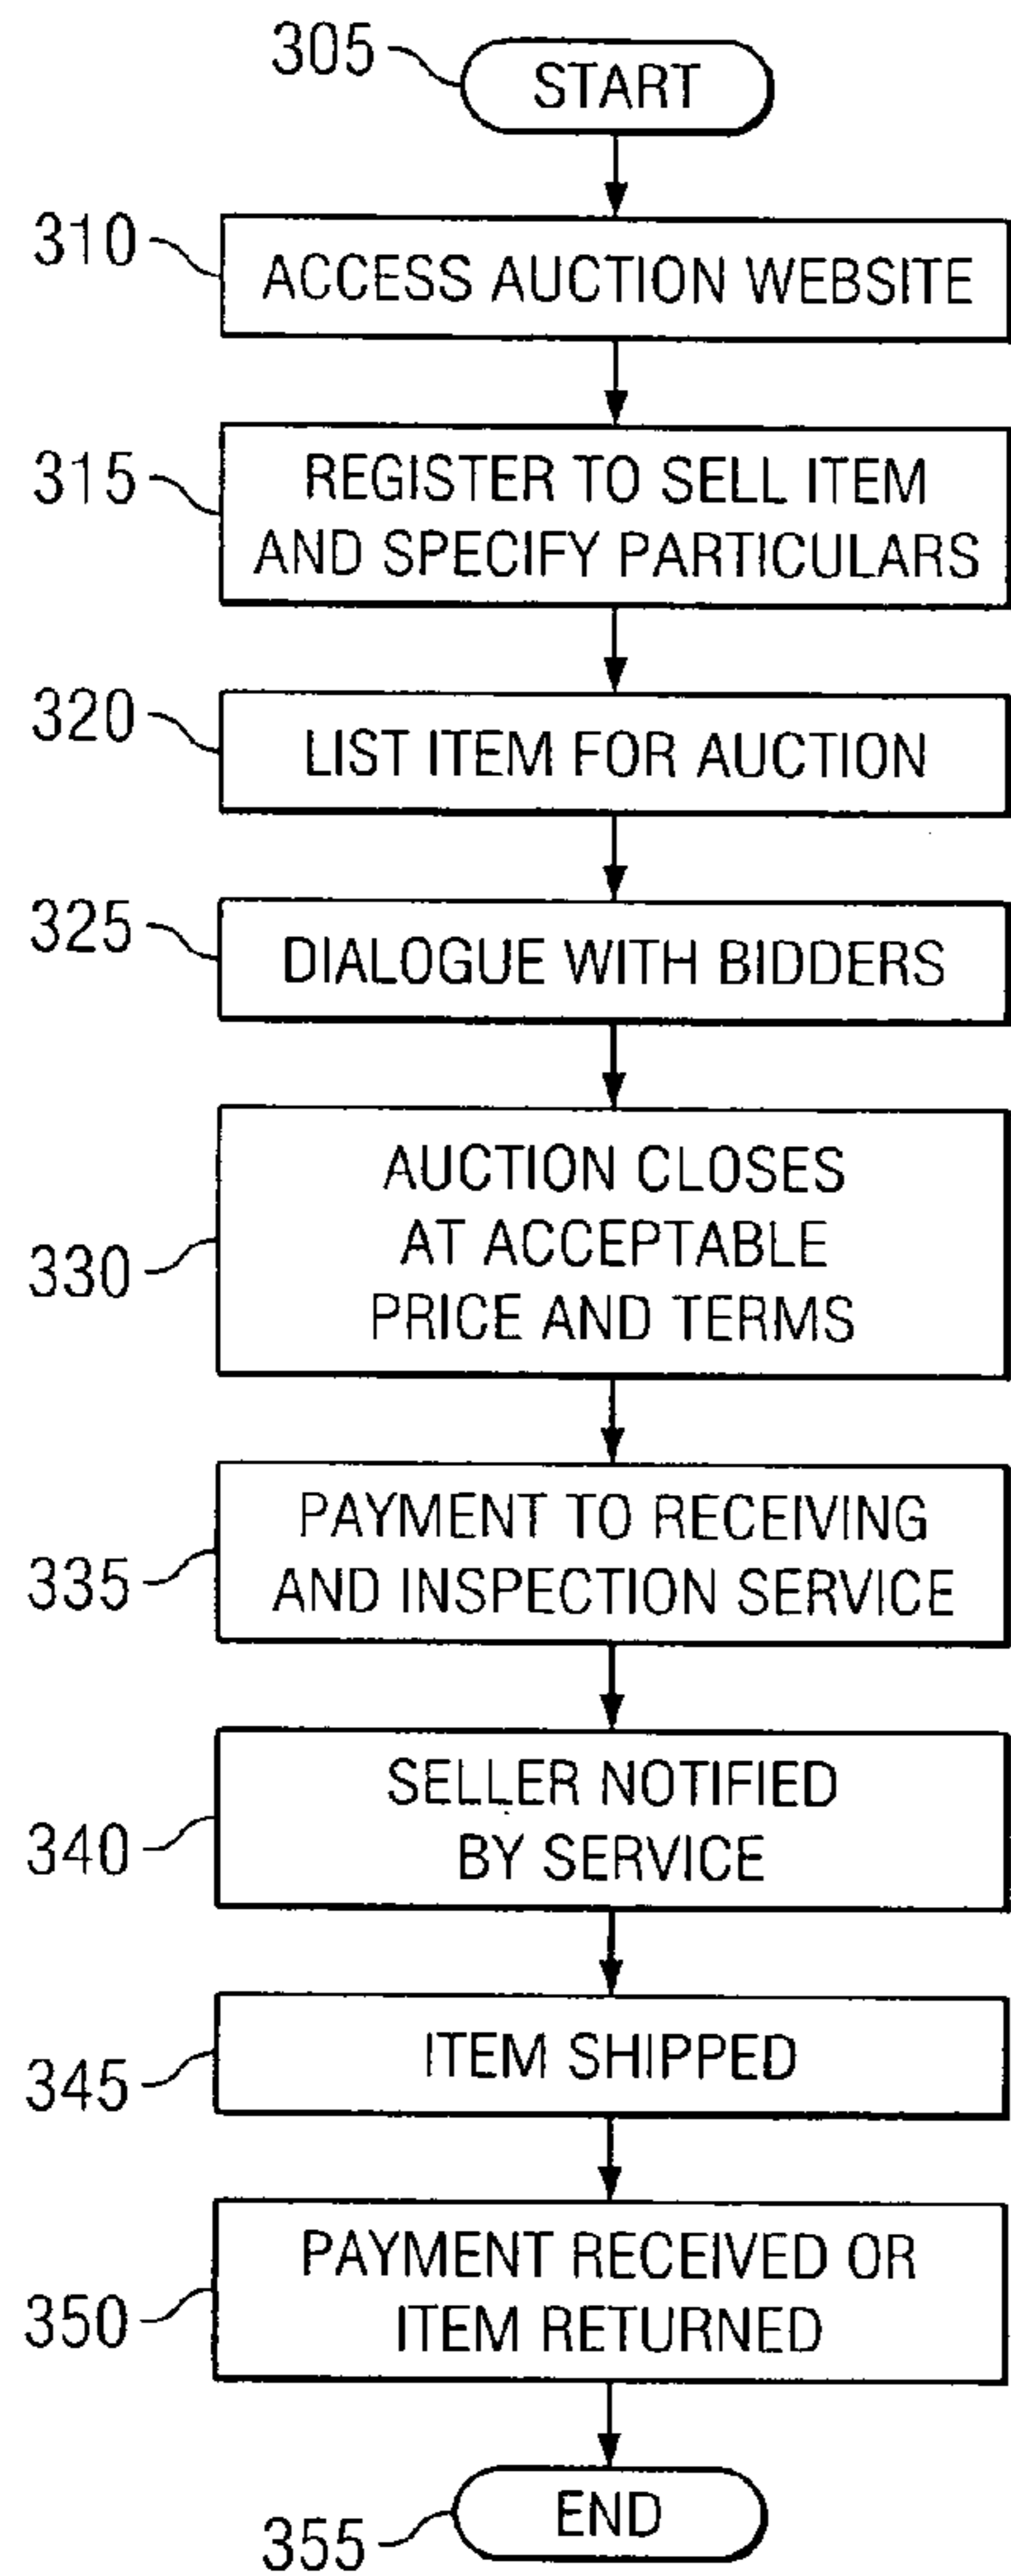 305
START
310
ACCESS AUCTION WEBSITE
315
REGISTER TO SELL ITEM
AND SPECIFY PARTICULARS
320
LIST ITEM FOR AUCTION
325
DIALOGUE WITH BIDDERS
330
AUCTION CLOSES
AT ACCEPTABLE
PRICE AND TERMS
335
PAYMENT TO RECEIVING
AND INSPECTION SERVICE
340
SELLER NOTIFIED
BY SERVICE
345
ITEM SHIPPED
350
PAYMENT RECEIVED OR
ITEM RETURNED
355
END